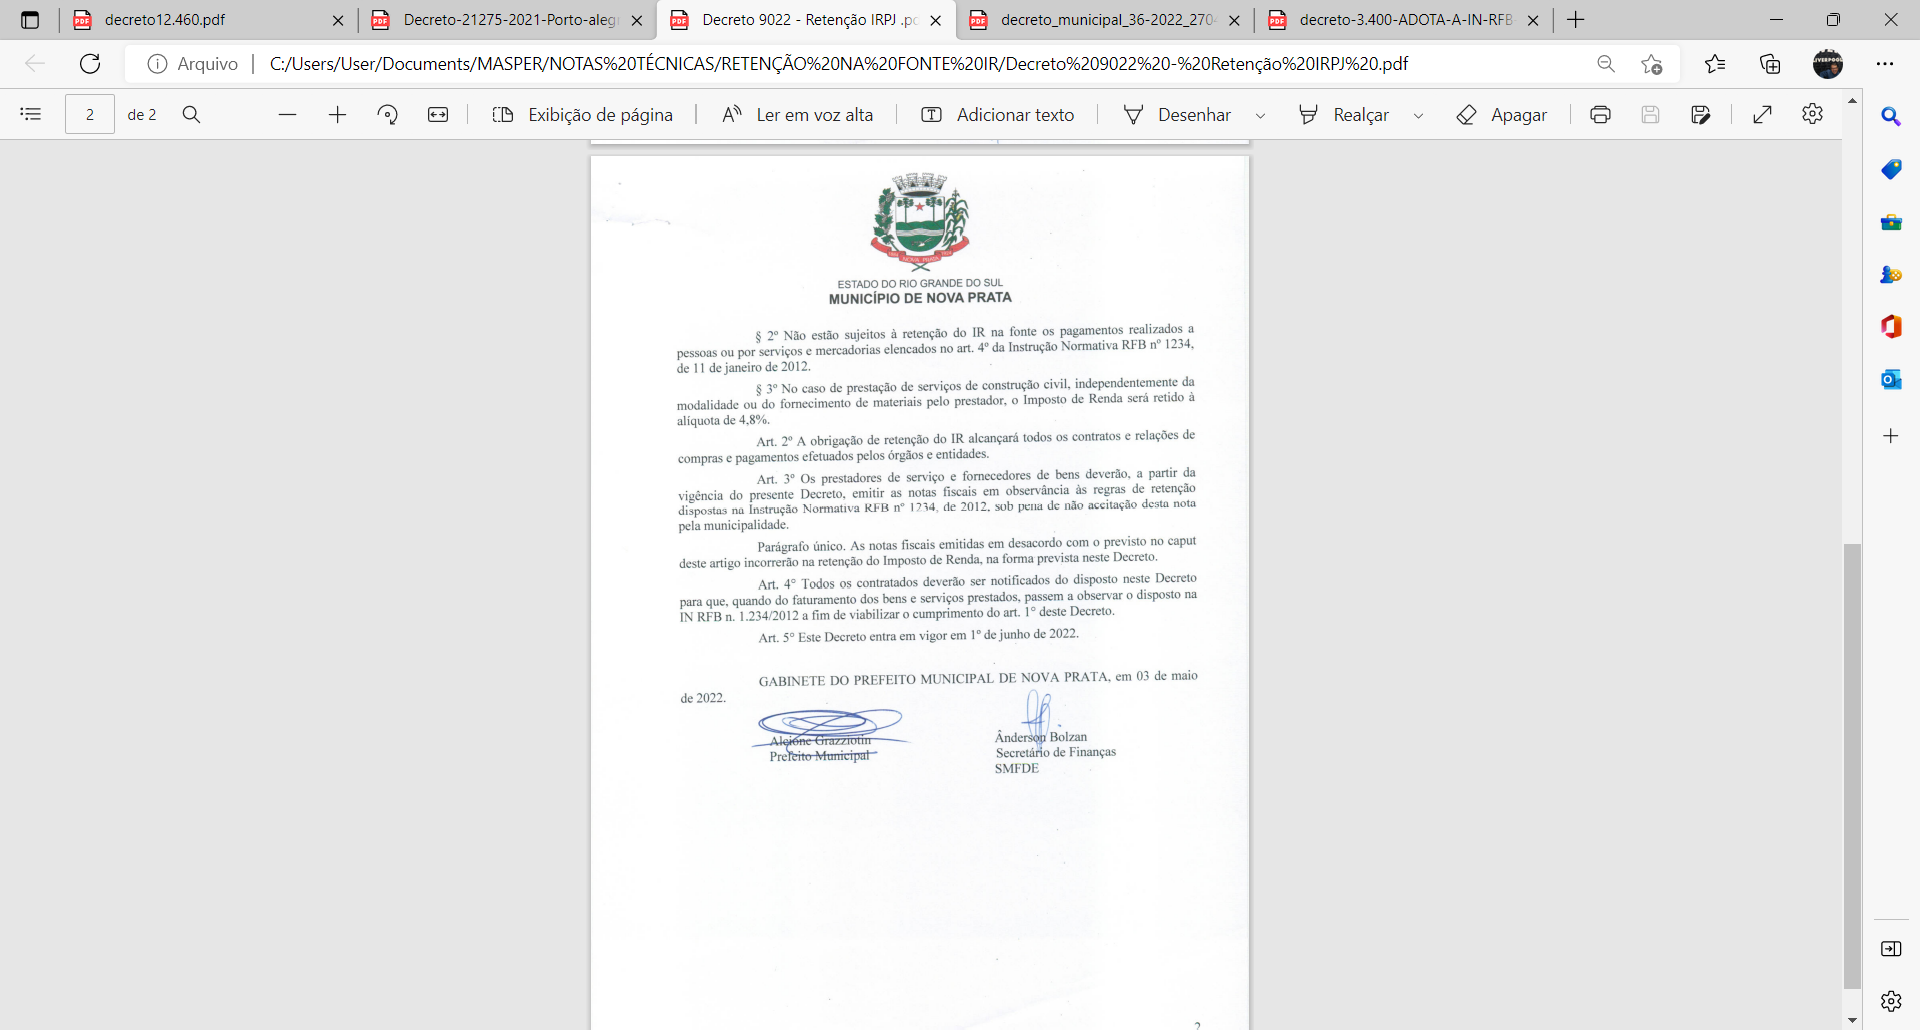 decreto12.460.pdf
Decreto-21275-2021-Porto-aleg
Decreto 9022 - Retenção IRPJ .pc
decreto_municipal_36-2022_270
decreto-3.400-ADOTA-A-IN-RFB
Arquivo
C:/Users/User/Documents/MASPER/NOTAS%20TÉCNICAS/RETENÇÃO%20NA%20FONTE%20IR/Decreto%209022%20-%20Retenção%20IRPJ%20.pdf
2 de 2
Exibição de página
Ler em voz alta
Adicionar texto
Desenhar
Realçar
Apagar
NOVA PRATA
ESTADO DO RIO GRANDE DO SUL
MUNICÍPIO DE NOVA PRATA
§ 2º Não estão sujeitos à retenção do IR na fonte os pagamentos realizados a
pessoas ou por serviços e mercadorias elencados no art. 4º da Instrução Normativa RFB nº 1234,
de 11 de janeiro de 2012.
§ 3º No caso de prestação de serviços de construção civil, independentemente da
modalidade ou do fornecimento de materiais pelo prestador, o Imposto de Renda será retido à
alíquota de 4,8%.
Art. 2º A obrigação de retenção do IR alcançará todos os contratos e relações de
compras e pagamentos efetuados pelos órgãos e entidades.
Art. 3º Os prestadores de serviço e fornecedores de bens deverão, a partir da
vigência do presente Decreto, emitir as notas fiscais em observância às regras de retenção
dispostas na Instrução Normativa RFB nº 1234, de 2012, sob pena de não aceitação desta nota
pela municipalidade.
Parágrafo único. As notas fiscais emitidas em desacordo com o previsto no caput
deste artigo incorrerão na retenção do Imposto de Renda, na forma prevista neste Decreto.
Art. 4° Todos os contratados deverão ser notificados do disposto neste Decreto
para que, quando do faturamento dos bens e serviços prestados, passem a observar o disposto na
IN RFB n. 1.234/2012 a fim de viabilizar o cumprimento do art. 1° deste Decreto.
Art. 5° Este Decreto entra em vigor em 1º de junho de 2022.
GABINETE DO PREFEITO MUNICIPAL DE NOVA PRATA, em 03 de maio
de 2022.
Alcione Grazziotin
Prefeito Municipal
Ânderson Bolzan
Secretário de Finanças
SMFDE
2